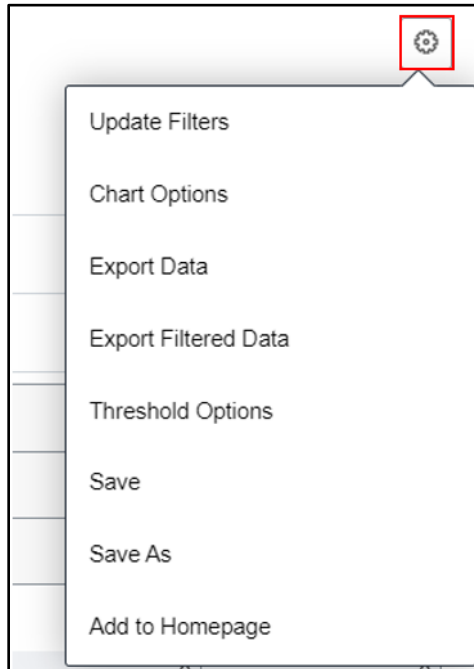 Update Filters
Chart Options
Export Data
Export Filtered Data
Threshold Options
Save
Save As
Add to Homepage